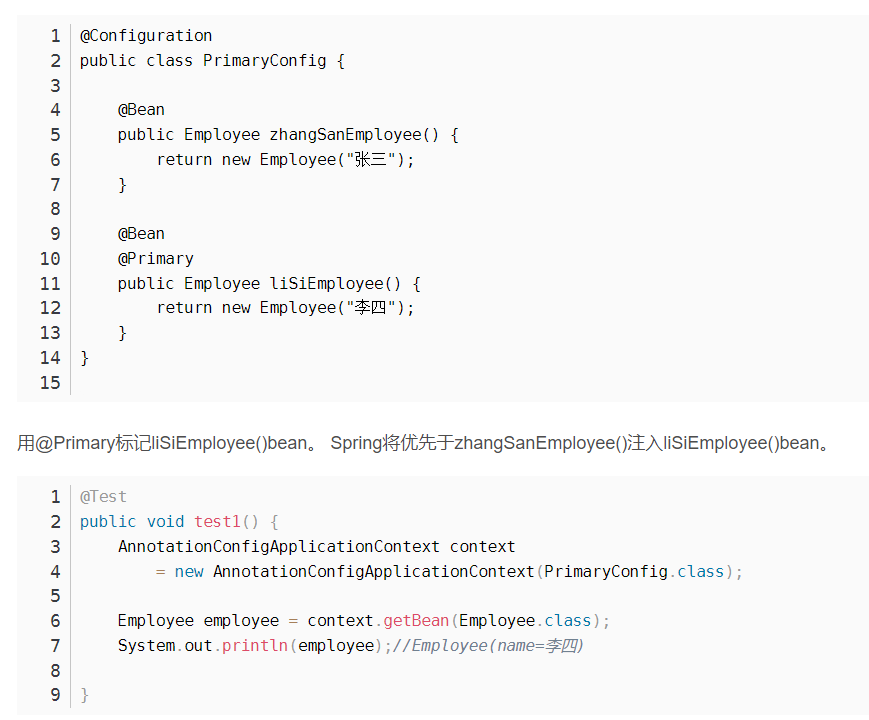 1 @Configuration
2 public class PrimaryConfig {
3
4     @Bean
5     public Employee zhangSanEmployee() {
6         return new Employee("张三");
7     }
8
9     @Bean
10     @Primary
11     public Employee liSiEmployee() {
12         return new Employee("李四");
13     }
14 }
15
用@Primary标记liSiEmployee()bean。 Spring将优先于zhangSanEmployee()注入liSiEmployee()bean。
1 @Test
2 public void test1() {
3     AnnotationConfigApplicationContext context
4         = new AnnotationConfigApplicationContext(PrimaryConfig.class);
5
6     Employee employee = context.getBean(Employee.class);
7     System.out.println(employee);//Employee(name=李四)
8
9 }